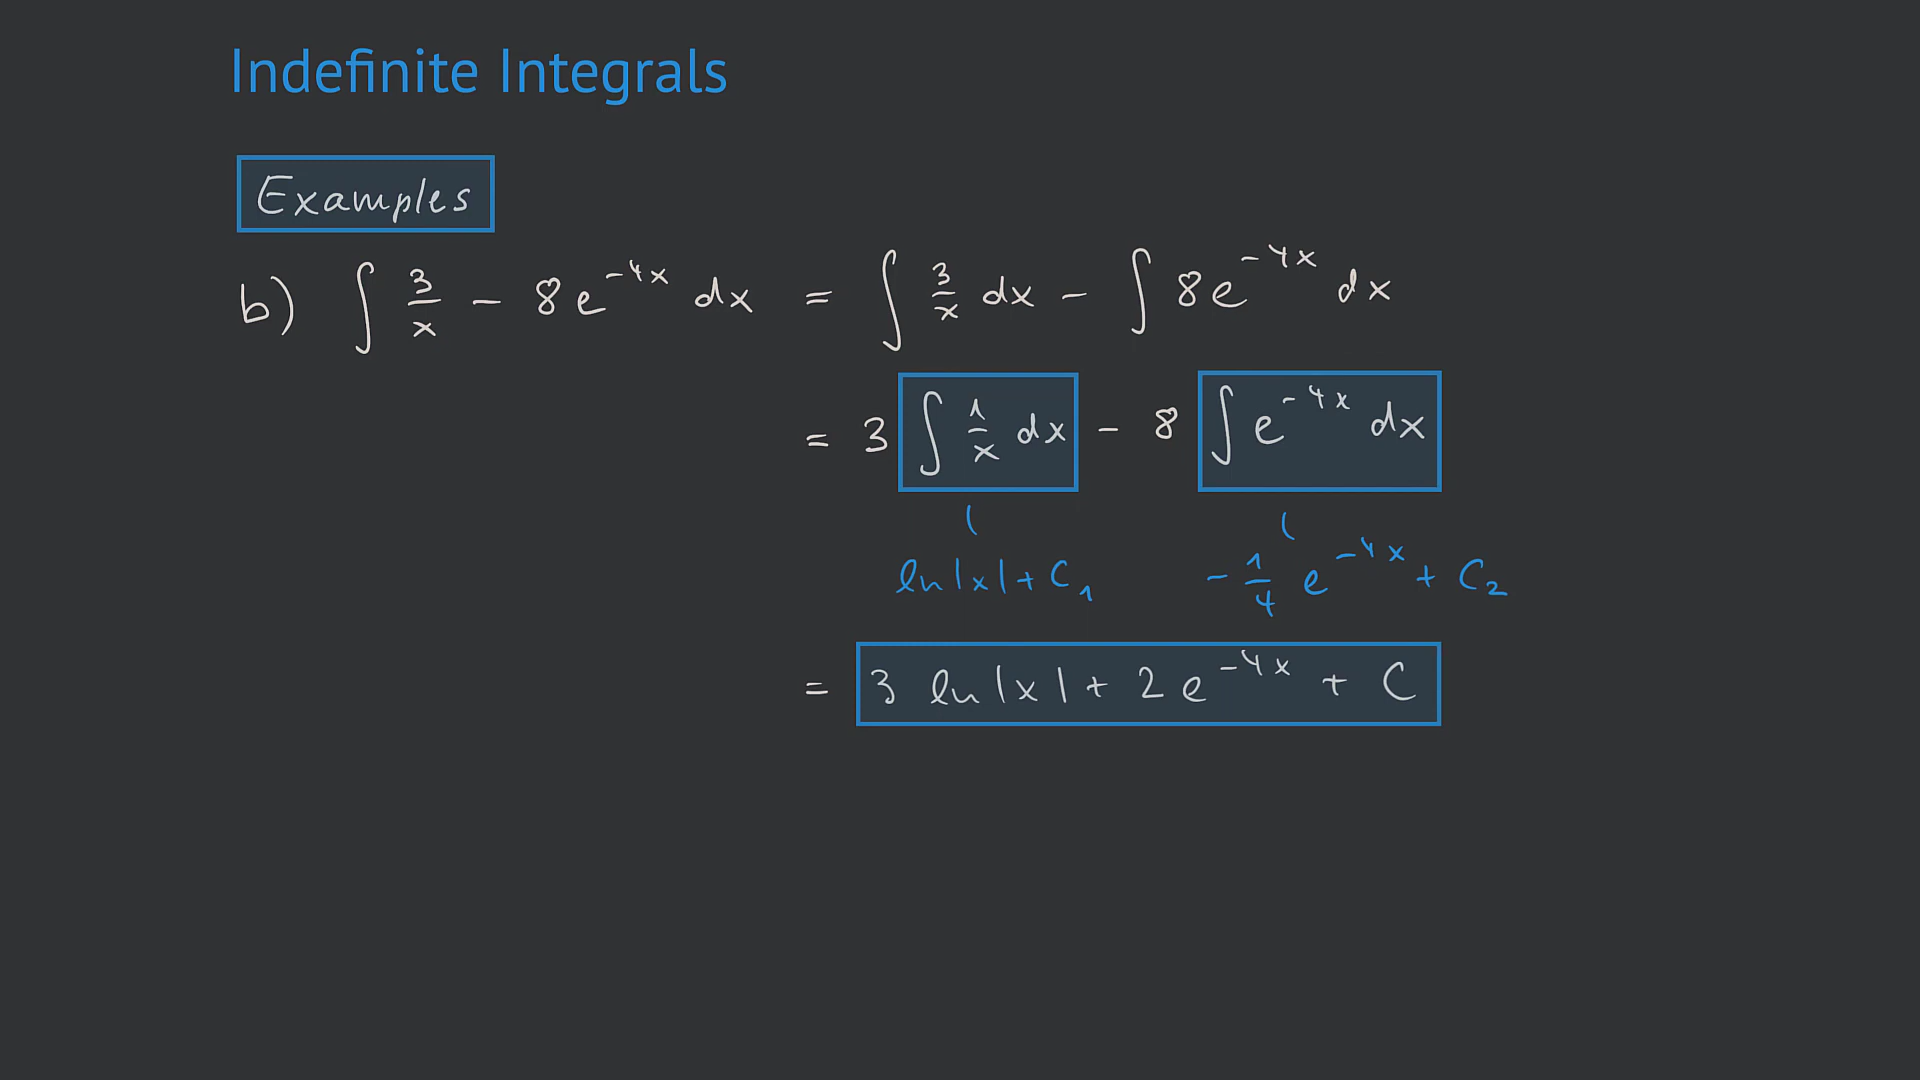 Indefinite Integrals
Examples
b) ∫ 3/x - 8e^{-4x} dx = ∫ 3/x dx - ∫ 8e^{-4x} dx
= 3 ∫ 1/x dx - 8 ∫ e^{-4x} dx
ln|x| + C₁ -1/4 e^{-4x} + C₂
= 3 ln|x| + 2e^{-4x} + C